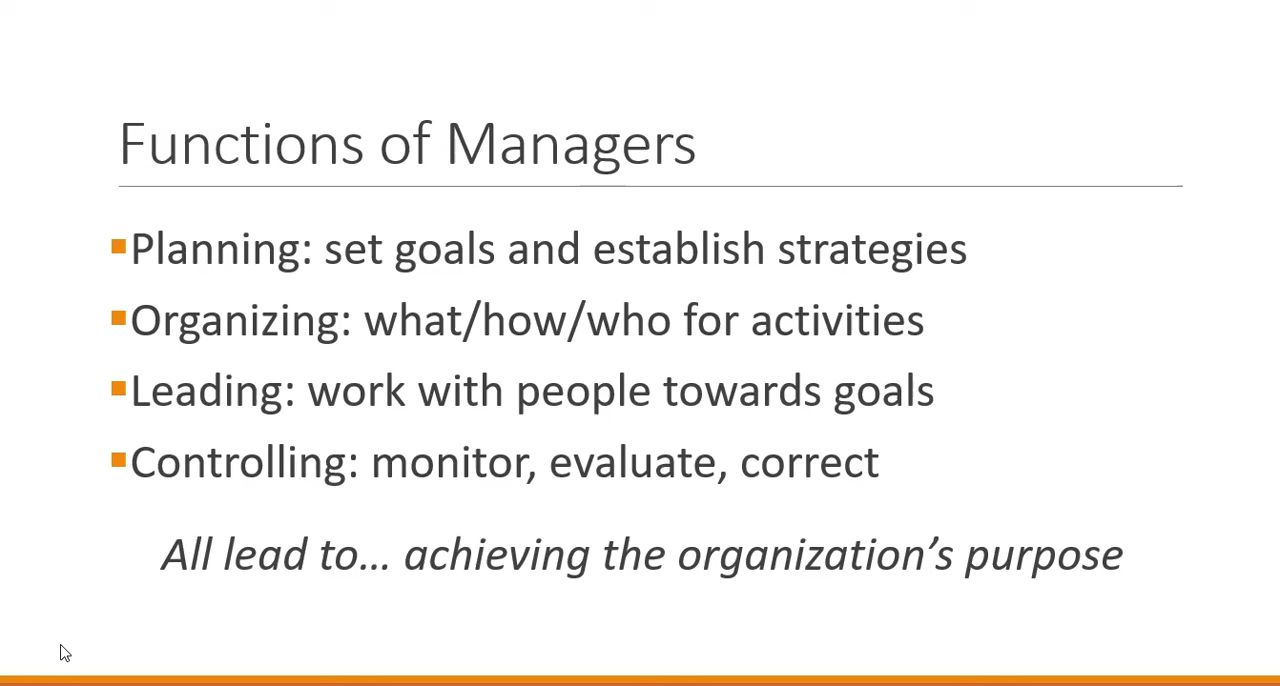 Functions of Managers
▪Planning: set goals and establish strategies
▪Organizing: what/how/who for activities
▪Leading: work with people towards goals
▪Controlling: monitor, evaluate, correct
All lead to... achieving the organization’s purpose